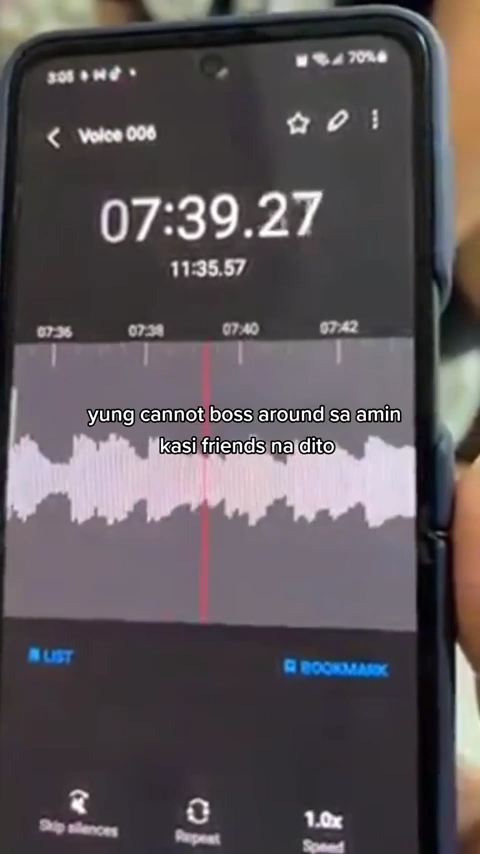 3:05
70%
Voice 006
07:39.27
11:35.57
07:36 07:38 07:40 07:42
yung cannot boss around sa amin
kasi friends na dito
LIST
BOOKMARK
1.0x
Skip silences Repeat Speed